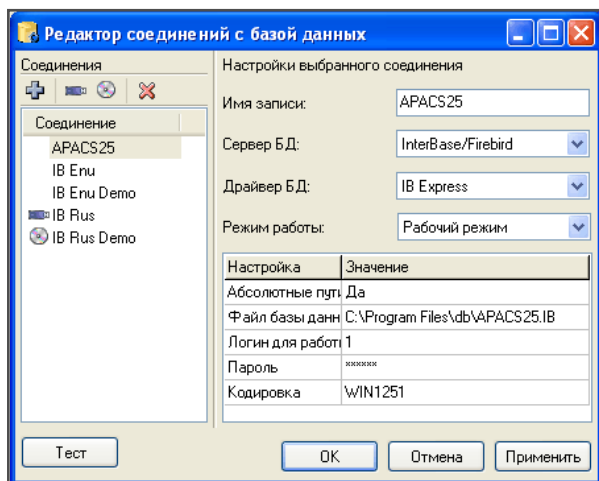 Редактор соединений с базой данных
Соединения
Соединение
APACS25
IB Enu
IB Enu Demo
IB Rus
IB Rus Demo
Тест
Настройки выбранного соединения
Имя записи: APACS25
Сервер БД: InterBase/Firebird
Драйвер БД: IB Express
Режим работы: Рабочий режим
Настройка Значение
Абсолютные пути Да
Файл базы данн C:\Program Files\db\APACS25.IB
Логин для работ 1
Пароль ××××××
Кодировка WIN1251
OK Отмена Применить